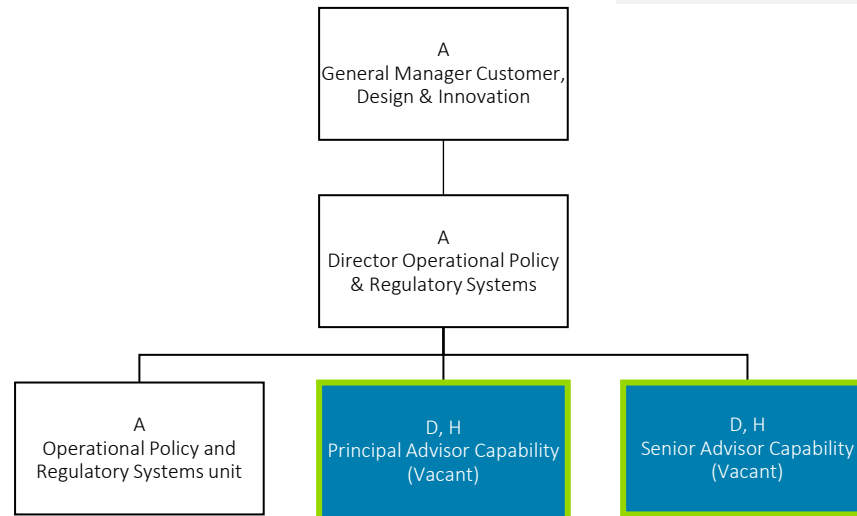 A
General Manager Customer,
Design & Innovation
A
Director Operational Policy
& Regulatory Systems
A
Operational Policy and
Regulatory Systems unit
D, H
Principal Advisor Capability
(Vacant)
D, H
Senior Advisor Capability
(Vacant)